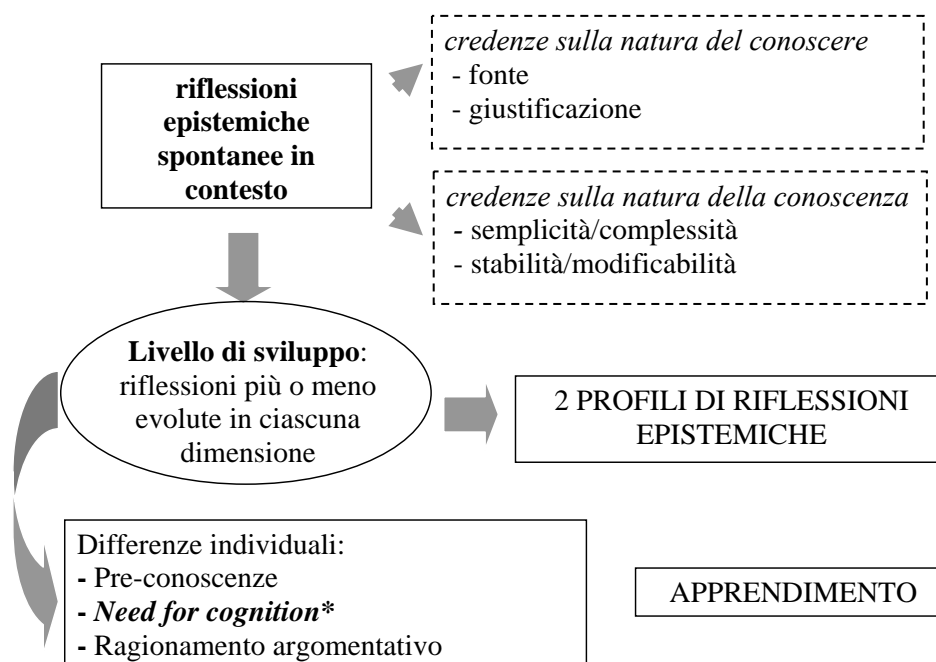 riflessioni
epistemiche
spontanee in
contesto
credenze sulla natura del conoscere
- fonte
- giustificazione
credenze sulla natura della conoscenza
- semplicità/complessità
- stabilità/modificabilità
Livello di sviluppo:
riflessioni più o meno
evolute in ciascuna
dimensione
2 PROFILI DI RIFLESSIONI
EPISTEMICHE
Differenze individuali:
- Pre-conoscenze
- Need for cognition*
- Ragionamento argomentativo
APPRENDIMENTO